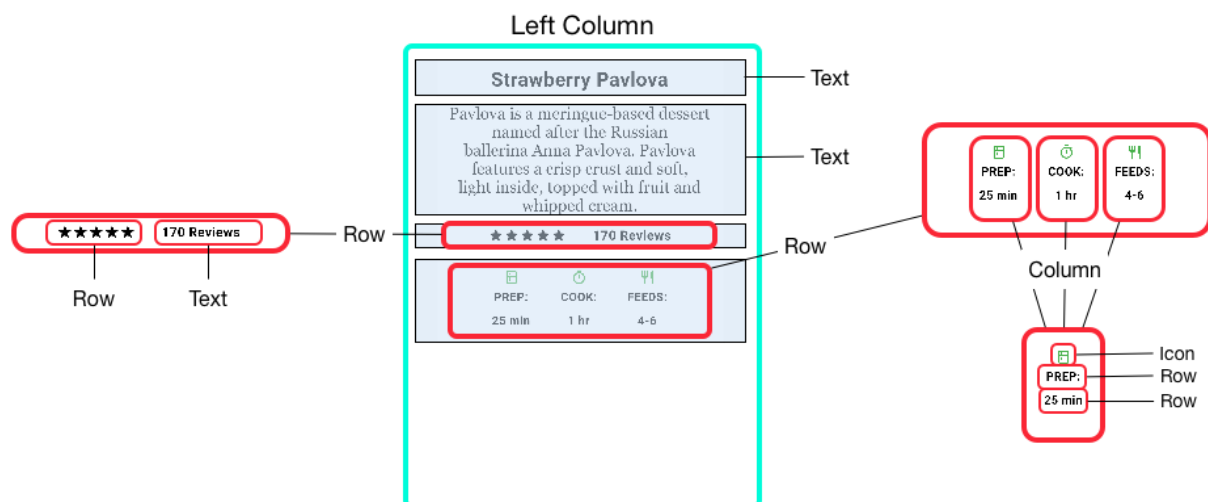 Left Column
Strawberry Pavlova
Text
Pavlova is a meringue-based dessert
named after the Russian
ballerina Anna Pavlova. Pavlova
features a crisp crust and soft,
light inside, topped with fruit and
whipped cream.
Text
170 Reviews
Row
Text
Row
170 Reviews
Row
PREP:
COOK:
FEEDS:
25 min
1 hr
4-6
PREP:
COOK:
FEEDS:
25 min
1 hr
4-6
Column
Icon
PREP:
Row
25 min
Row